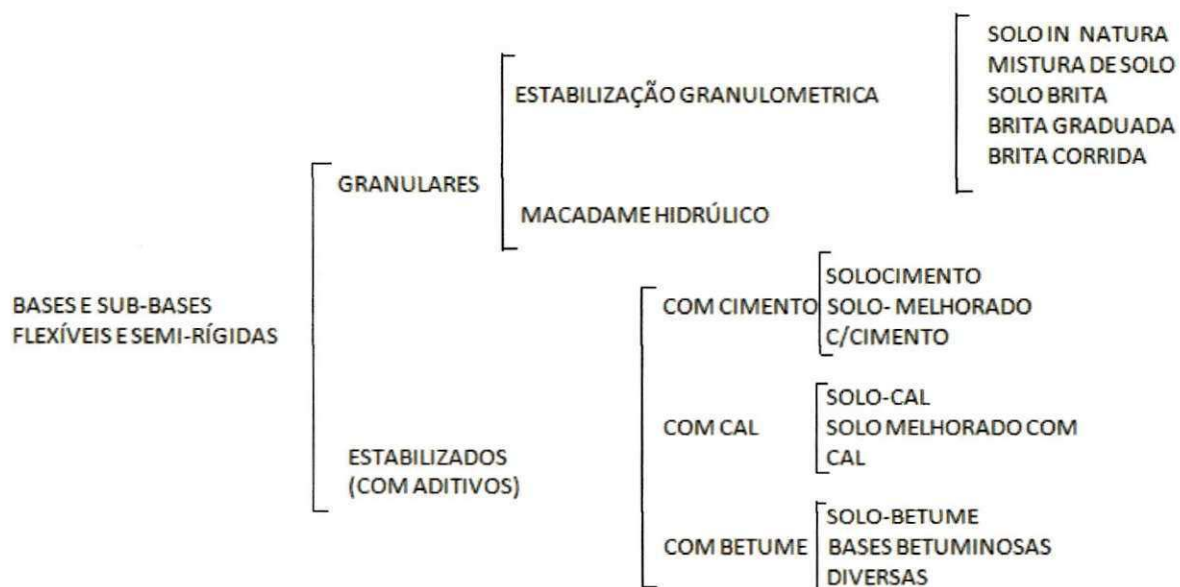 SOLO IN NATURA
MISTURA DE SOLO
SOLO BRITA
BRITA GRADUADA
BRITA CORRIDA
ESTABILIZAÇÃO GRANULOMETRICA
GRANULARES
MACADAME HIDRÚLICO
BASES E SUB-BASES
FLEXÍVEIS E SEMI-RÍGIDAS
ESTABILIZADOS
(COM ADITIVOS)
COM CIMENTO
SOLOCIMENTO
SOLO- MELHORADO
C/CIMENTO
COM CAL
SOLO-CAL
SOLO MELHORADO COM
CAL
COM BETUME
SOLO-BETUME
BASES BETUMINOSAS
DIVERSAS